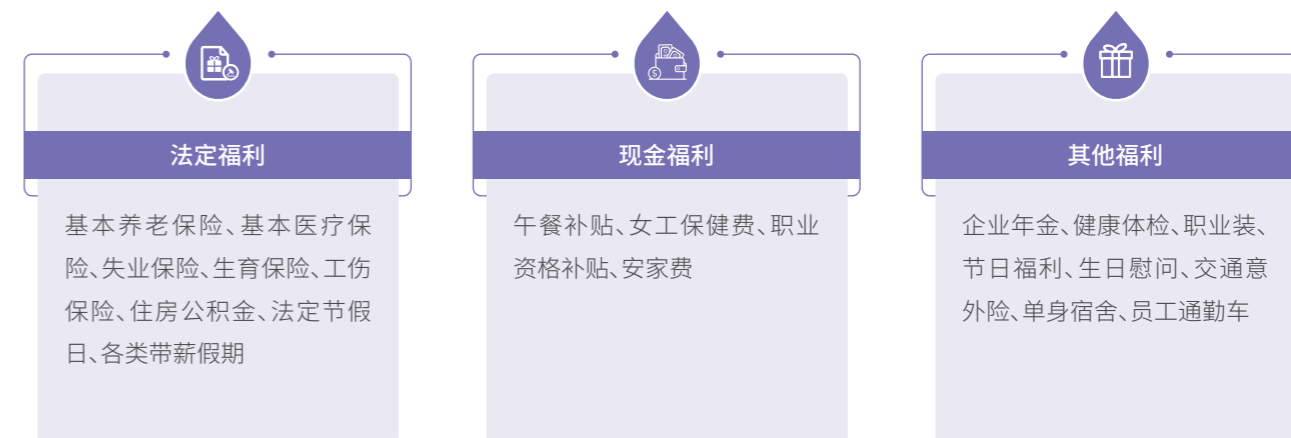 法定福利
基本养老保险、基本医疗保
险、失业保险、生育保险、工伤
保险、住房公积金、法定节假
日、各类带薪假期
现金福利
午餐补贴、女工保健费、职业
资格补贴、安家费
其他福利
企业年金、健康体检、职业装、
节日福利、生日慰问、交通意
外险、单身宿舍、员工通勤车